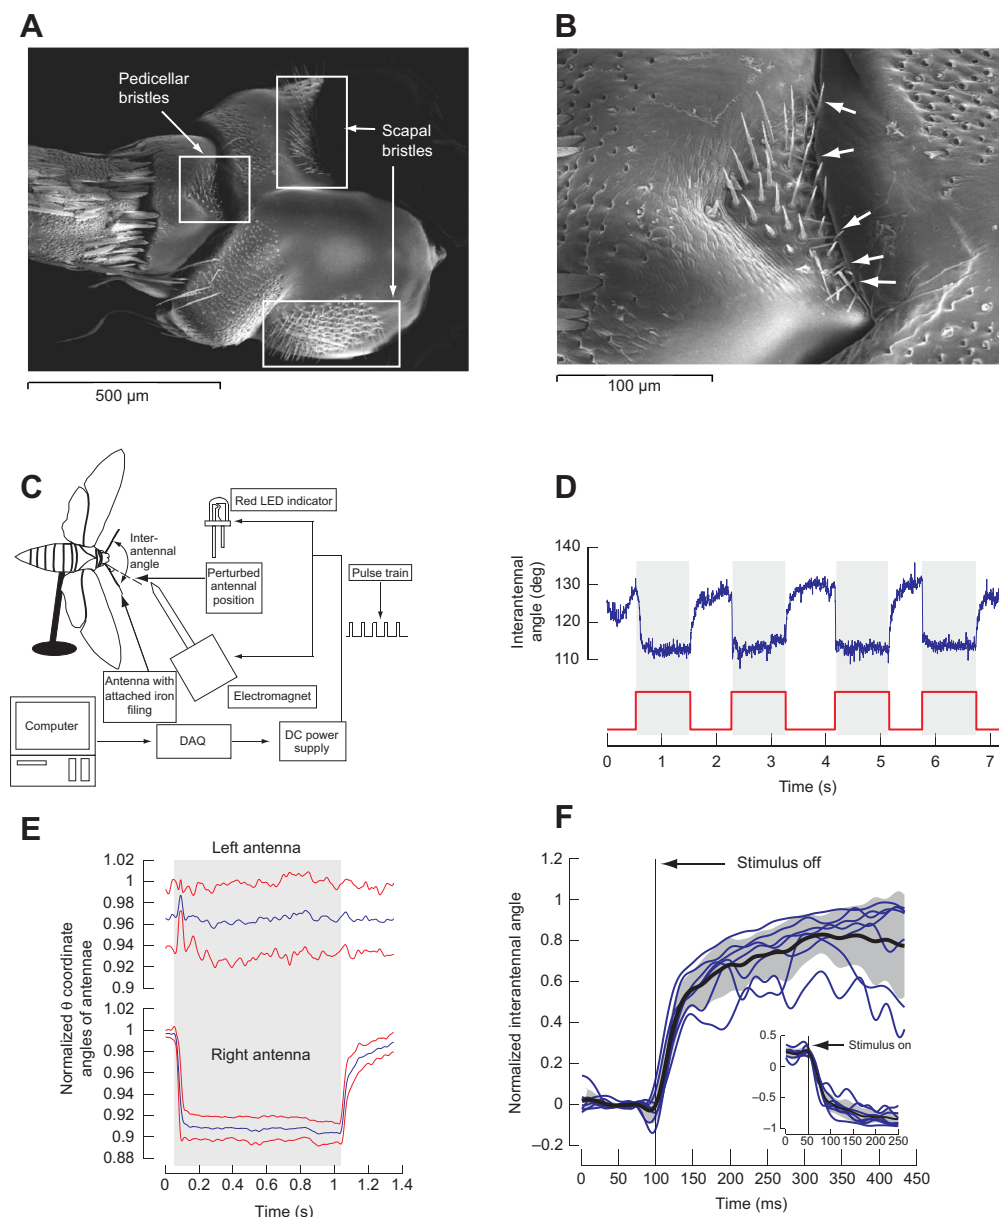 A
Pedicellar
bristles
Scapal
bristles
500 µm
B
100 µm
C
Inter-
antennal
angle
Red LED indicator
Perturbed
antennal
position
Pulse train
Antenna with
attached iron
filing
Electromagnet
Computer
DAQ
DC power
supply
D
Interantennal
angle (deg)
140
130
120
110
0 1 2 3 4 5 6 7
Time (s)
E
Left antenna
Normalized θ coordinate
angles of antennae
1.02
1
0.98
0.96
0.94
0.92
0.9
Right antenna
1.02
1
0.98
0.96
0.92
0.9
0.88
0 0.2 0.4 0.6 0.8 1 1.2 1.4
Time (s)
F
Stimulus off
Normalized interantennal angle
1.2
1
0.8
0.6
0.4
0.2
0
–0.2
0 50 100 150 200 250 300 350 400 450
Time (ms)
Stimulus on
0.5
0
–0.5
–1
0 50 100 150 200 250